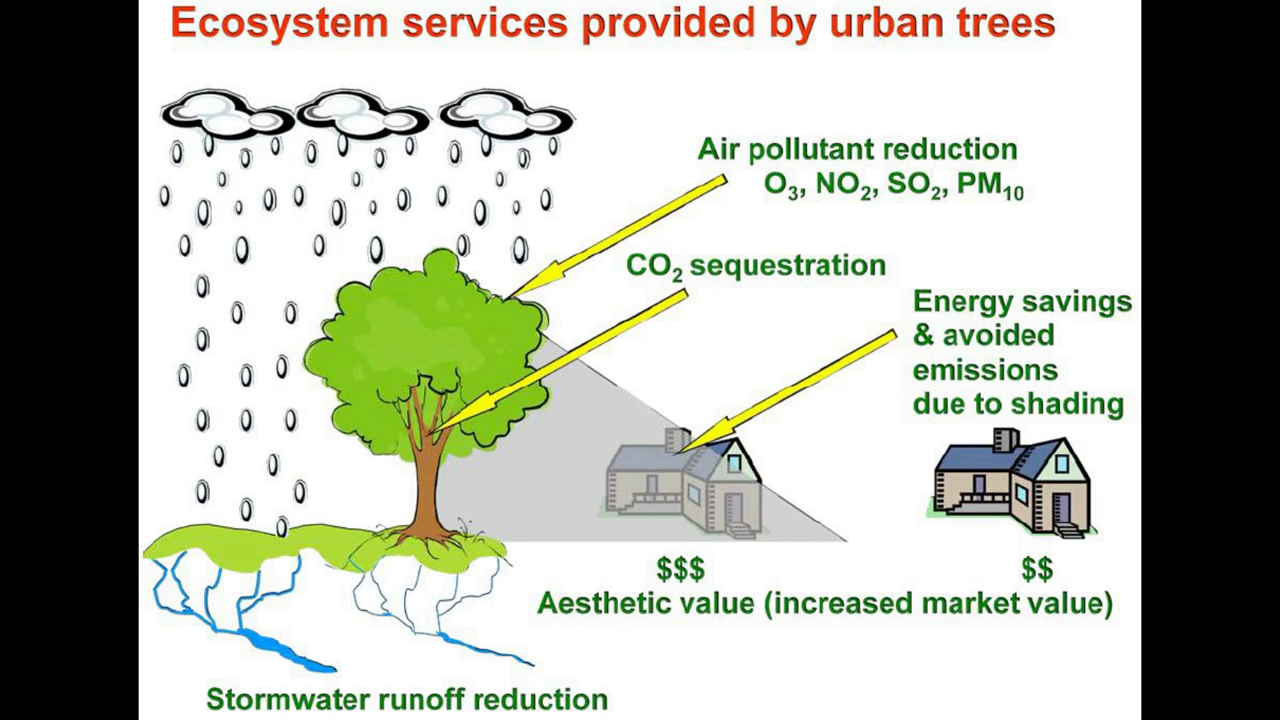 Ecosystem services provided by urban trees
Air pollutant reduction
O₃, NO₂, SO₂, PM₁₀
CO₂ sequestration
Energy savings
& avoided
emissions
due to shading
$$$ $$
Aesthetic value (increased market value)
Stormwater runoff reduction